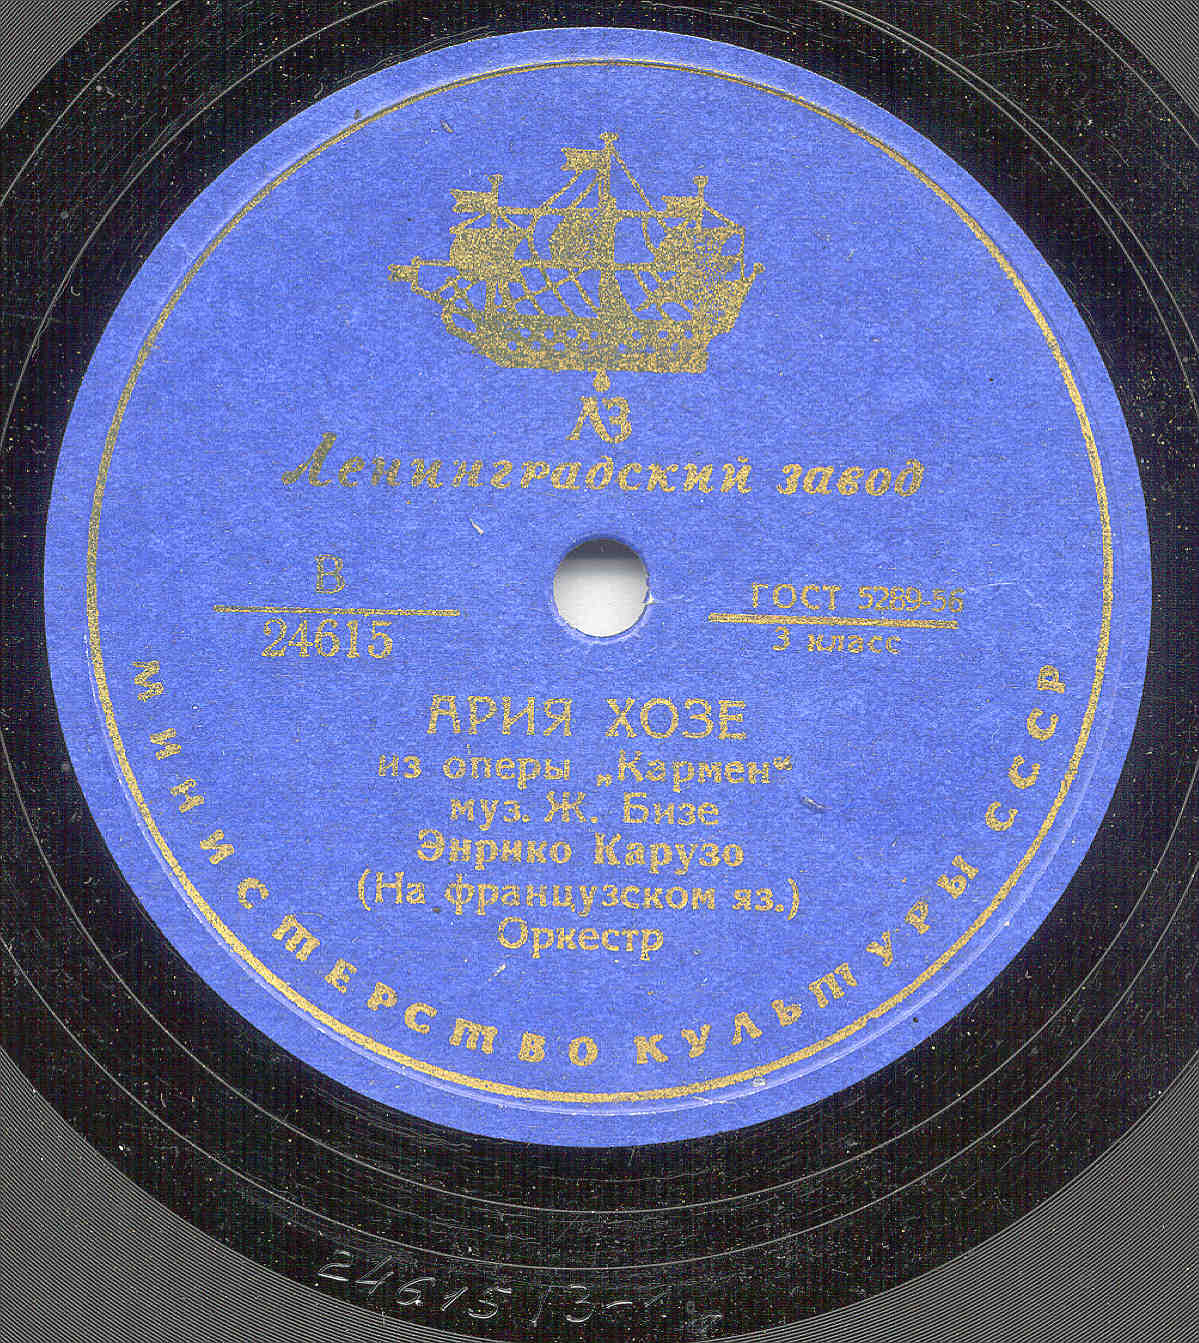 ЛЗ
Ленинградский завод
В
24615
ГОСТ 5289-56
3 класс
АРИЯ ХОЗЕ
из оперы „Кармен“
муз. Ж. Бизе
Энрико Карузо
(На французском яз.)
Оркестр
МИНИСТЕРСТВО КУЛЬТУРЫ СССР
24615